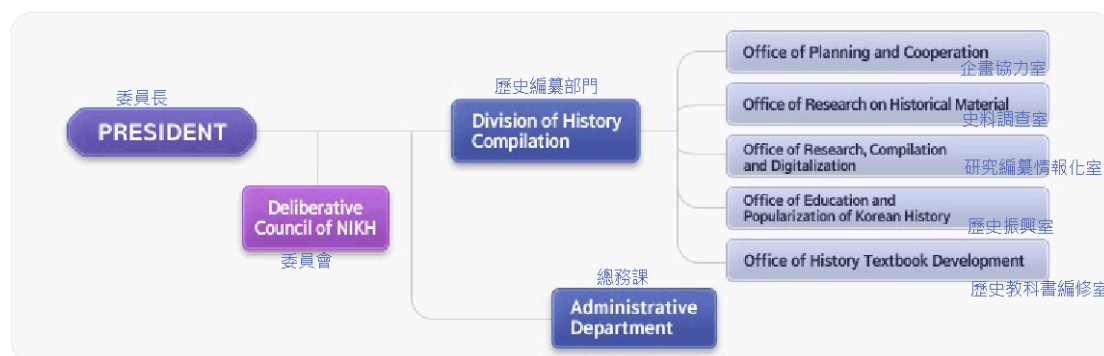 委員長
PRESIDENT
Deliberative
Council of NIKH
委員會
歷史編纂部門
Division of History
Compilation
總務課
Administrative
Department
Office of Planning and Cooperation
企畫協力室
Office of Research on Historical Material
史料調查室
Office of Research, Compilation
and Digitalization
研究編纂情報化室
Office of Education and
Popularization of Korean History
歷史振興室
Office of History Textbook Development
歷史教科書編修室